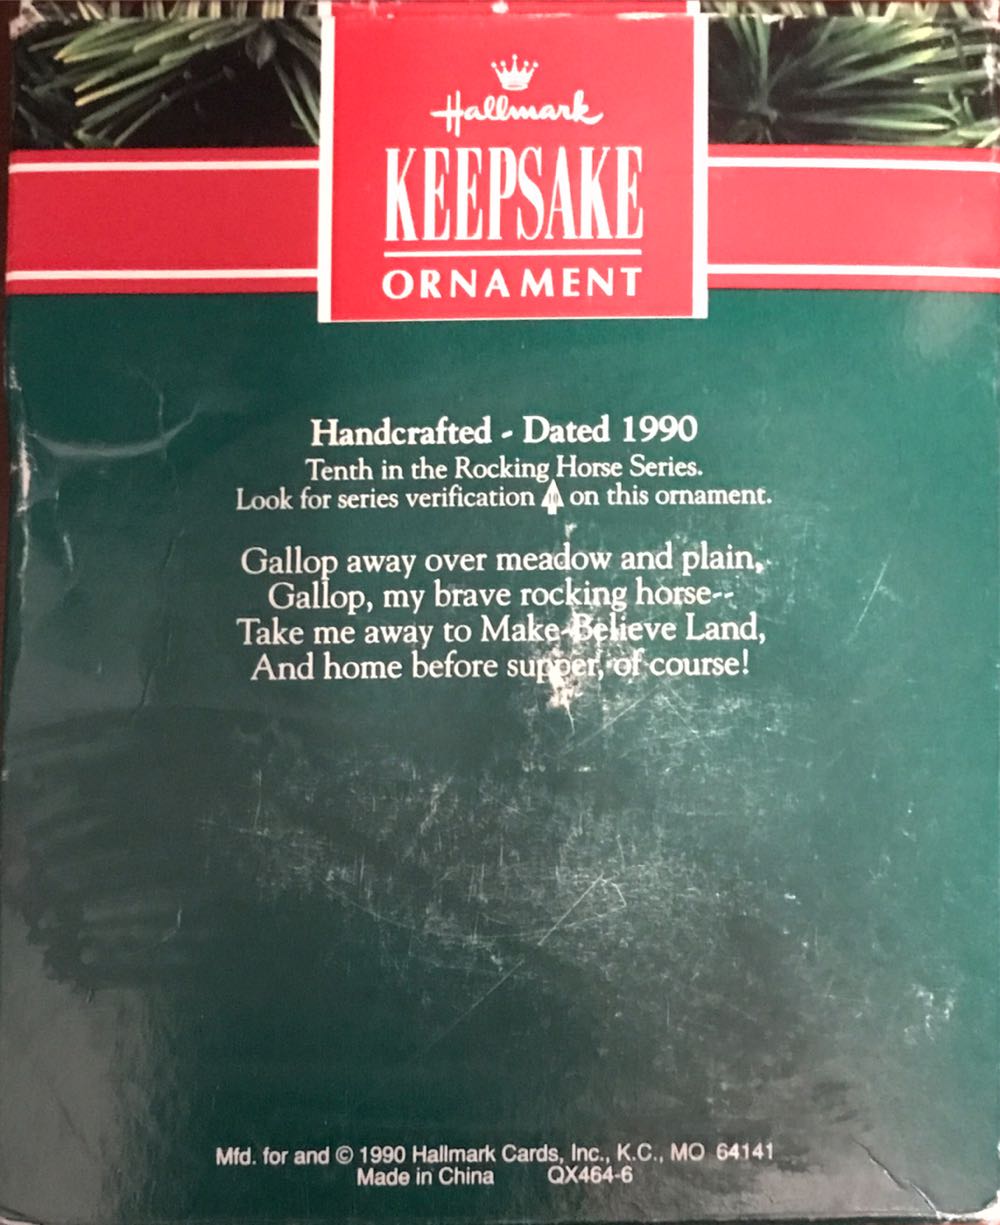 Hallmark
KEEPSAKE
ORNAMENT
Handcrafted - Dated 1990
Tenth in the Rocking Horse Series.
Look for series verification 10 on this ornament.
Gallop away over meadow and plain,
Gallop, my brave rocking horse--
Take me away to Make-Believe Land,
And home before supper, of course!
Mfd. for and © 1990 Hallmark Cards, Inc., K.C., MO 64141
Made in China QX464-6